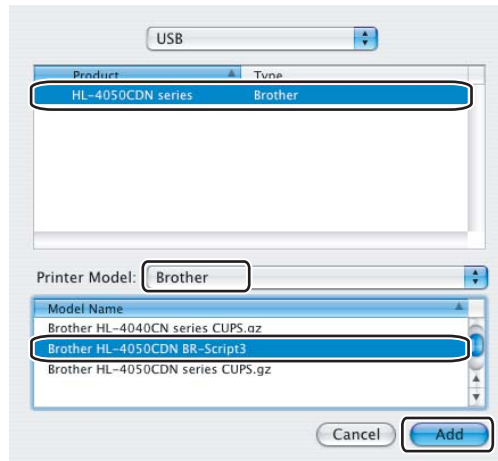 USB
Product Type
HL-4050CDN series Brother
Printer Model: Brother
Model Name
Brother HL-4040CN series CUPS.gz
Brother HL-4050CDN BR-Script3
Brother HL-4050CDN series CUPS.gz
Cancel Add